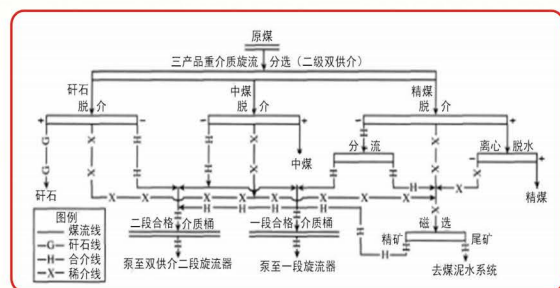 原煤
三产品重介质旋流 分选（二级双供介）
矸石 中煤 精煤
脱 介 脱 介 脱 介
+ - - + - +
分 流 离心 脱水
- +
中煤
矸石 精煤
图例
煤流线
G 矸石线
H 合介线
X 稀介线
二段合格 介质桶 一段合格 介质桶
磁 选
精矿 尾矿
泵至双供介二段旋流器 泵至一段旋流器
去煤泥水系统